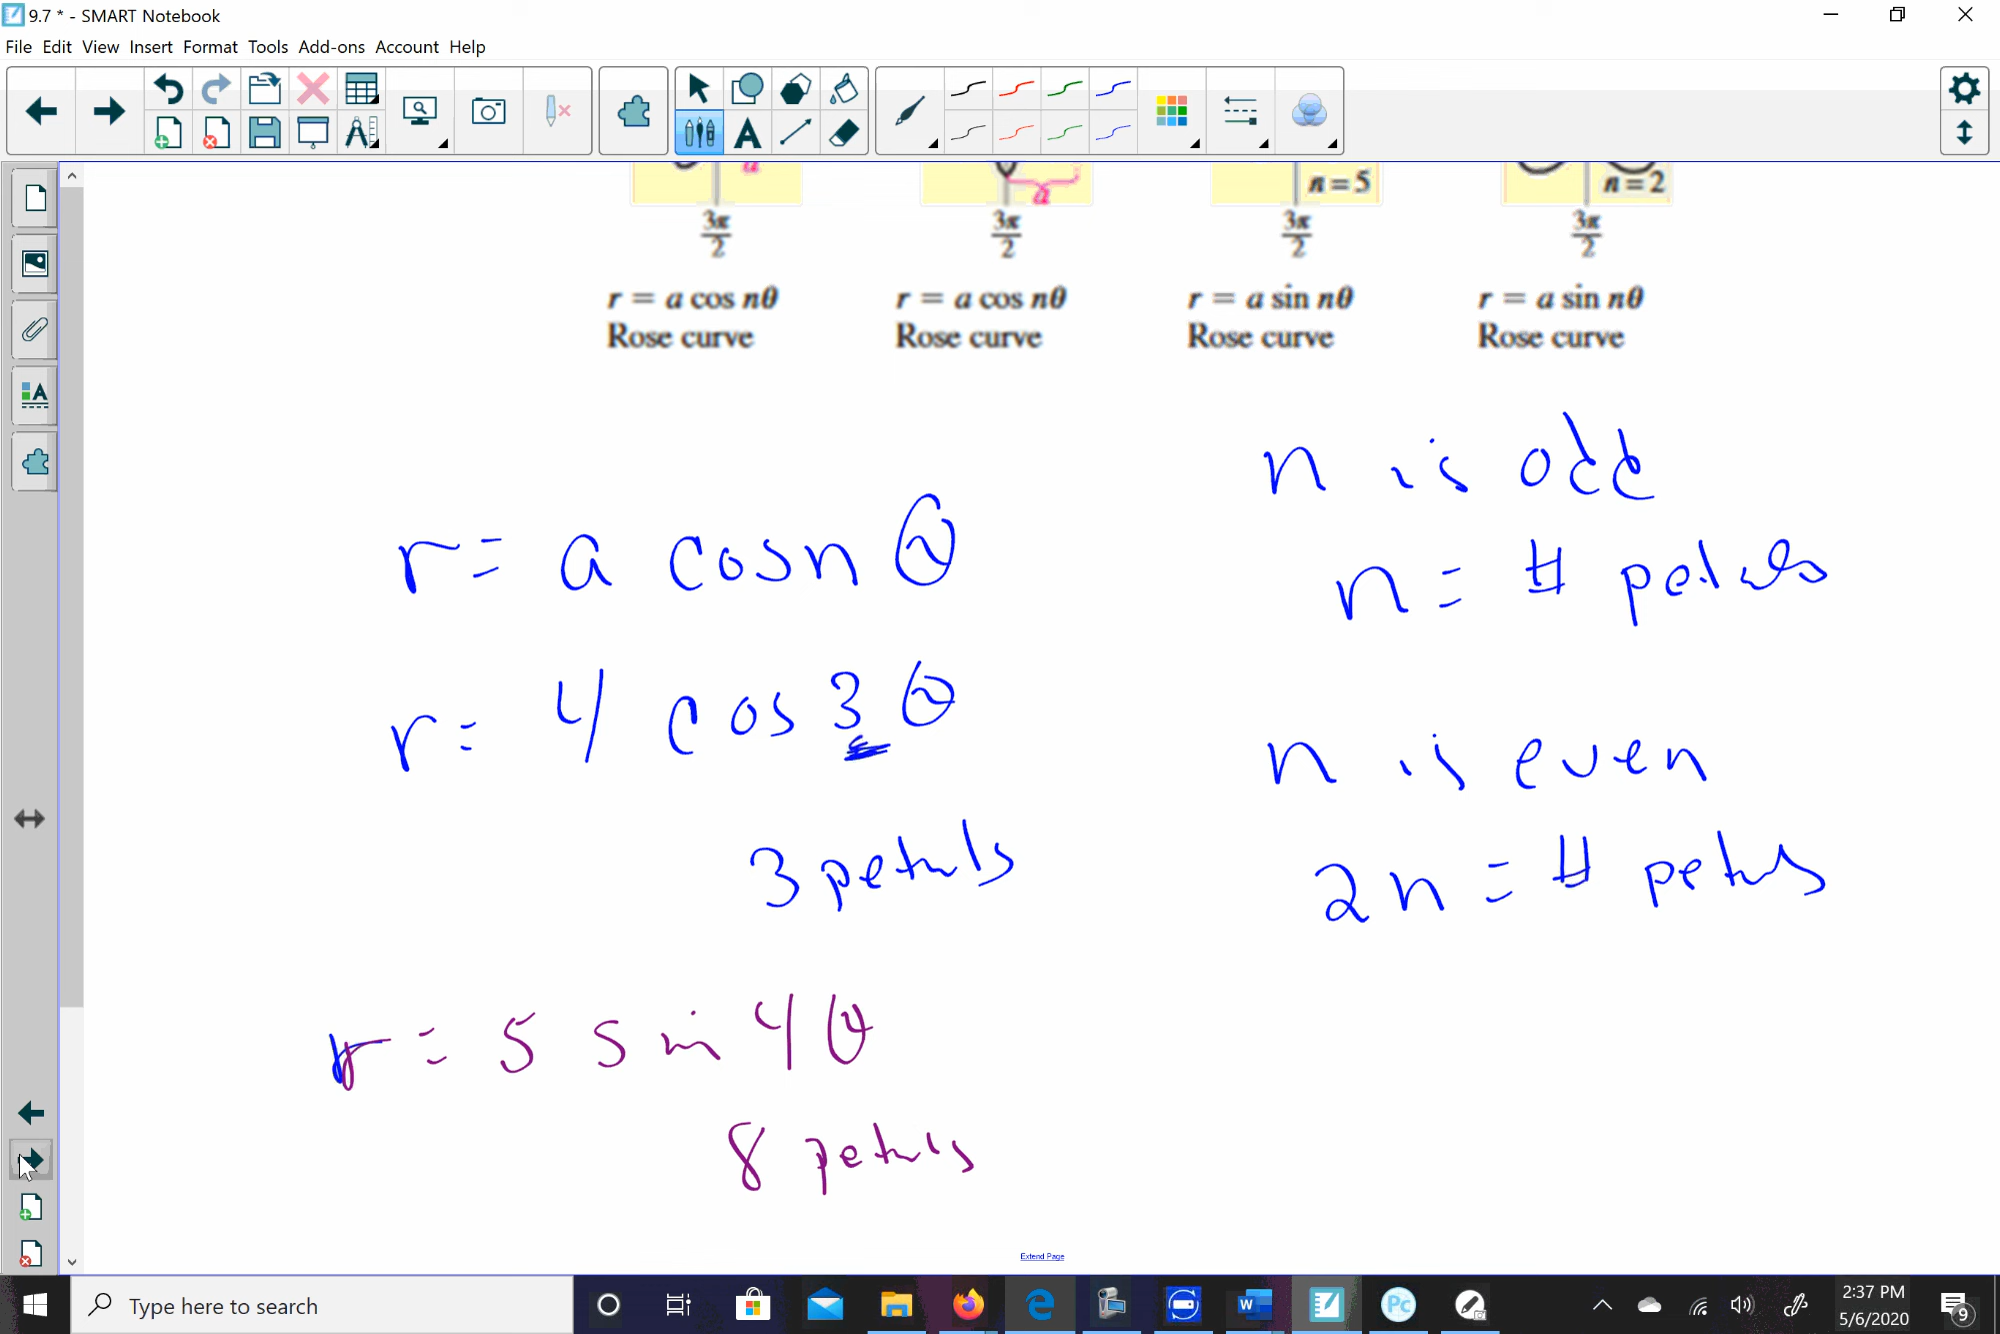 9.7 * - SMART Notebook
File Edit View Insert Format Tools Add-ons Account Help
a a n = 5 n = 2
3π/2 3π/2 3π/2 3π/2
r = a cos nθ r = a cos nθ r = a sin nθ r = a sin nθ
Rose curve Rose curve Rose curve Rose curve
n is odd
r = a cos n θ
n = # petals
r = 4 cos 3 θ
n is even
3 petals
2n = # petals
r = 5 sin 4 θ
8 petals
Extend Page
Type here to search
2:37 PM
5/6/2020
9